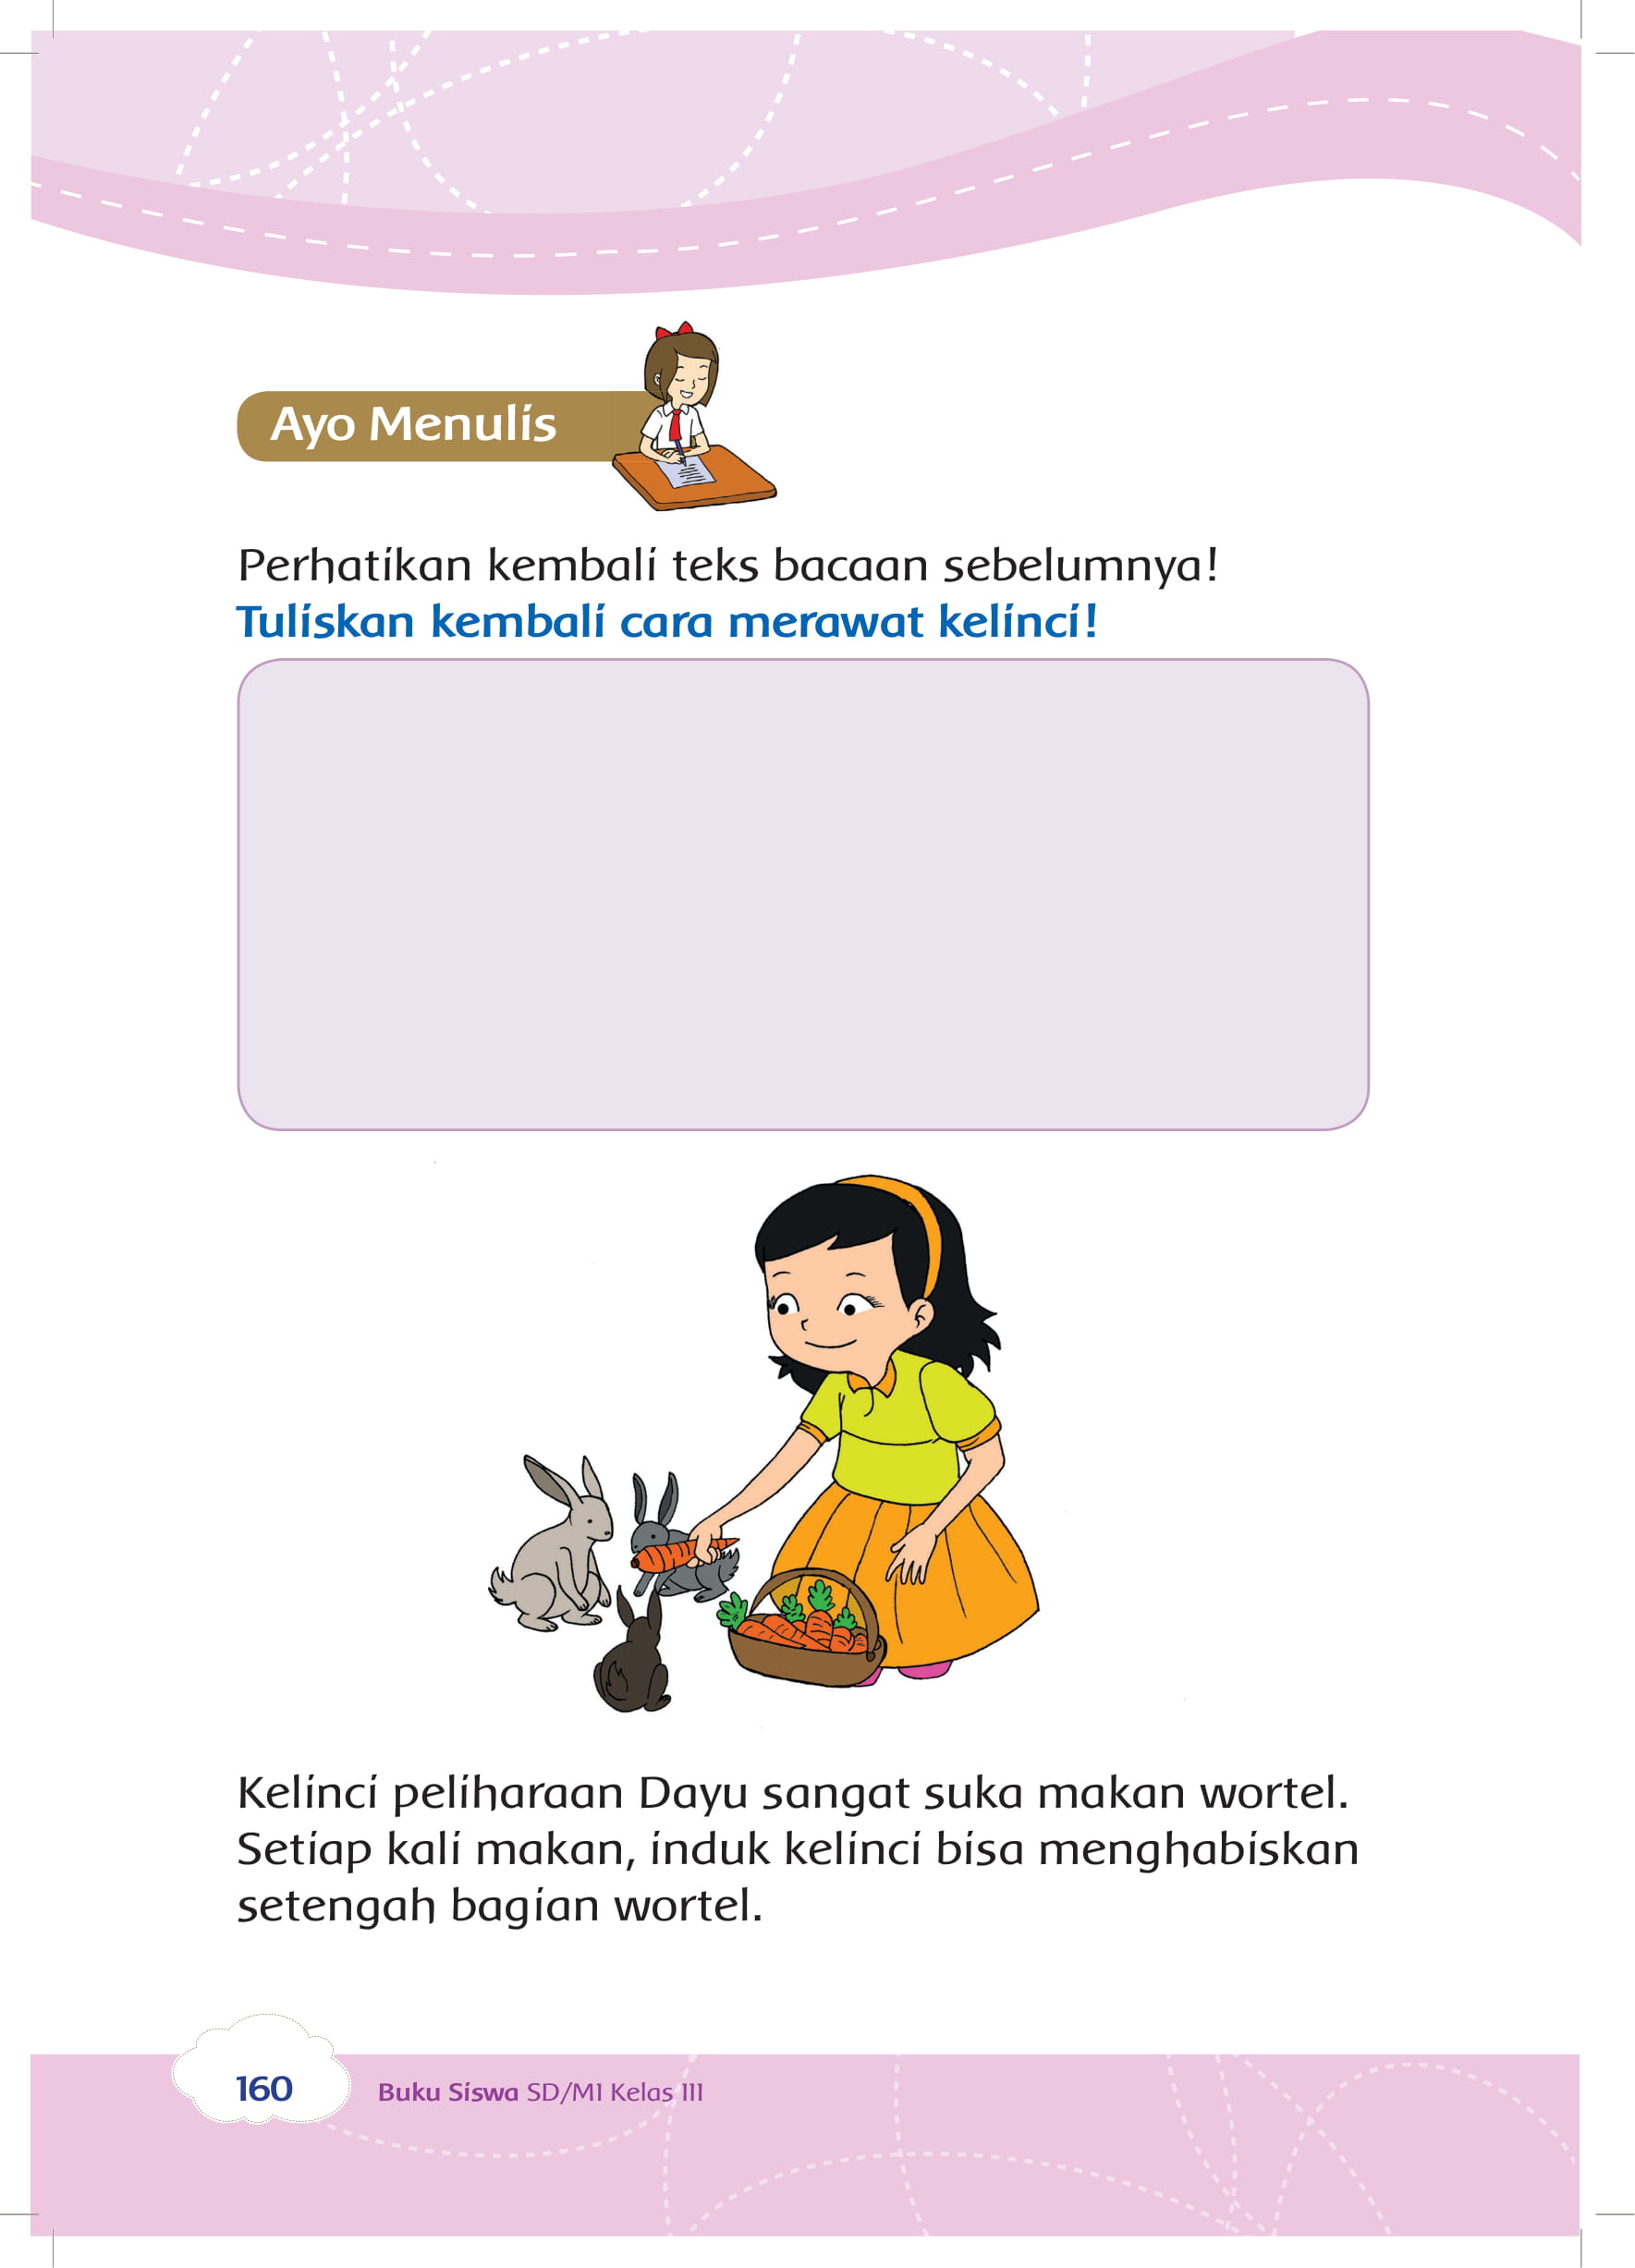 Ayo Menulis
Perhatikan kembali teks bacaan sebelumnya!
Tuliskan kembali cara merawat kelinci!
Kelinci peliharaan Dayu sangat suka makan wortel.
Setiap kali makan, induk kelinci bisa menghabiskan
setengah bagian wortel.
160
Buku Siswa SD/MI Kelas III